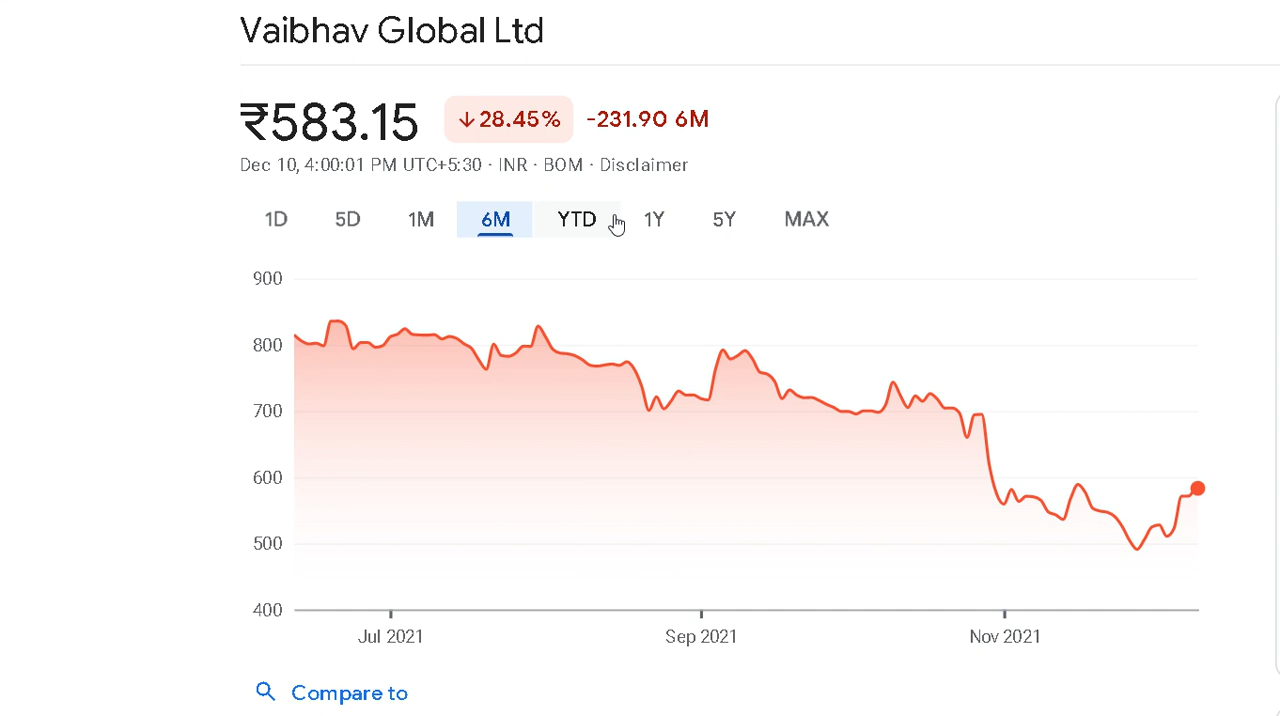 Vaibhav Global Ltd
₹583.15 ↓28.45% -231.90 6M
Dec 10, 4:00:01 PM UTC+5:30 · INR · BOM · Disclaimer
1D 5D 1M 6M YTD 1Y 5Y MAX
900
800
700
600
500
400
Jul 2021 Sep 2021 Nov 2021
Compare to